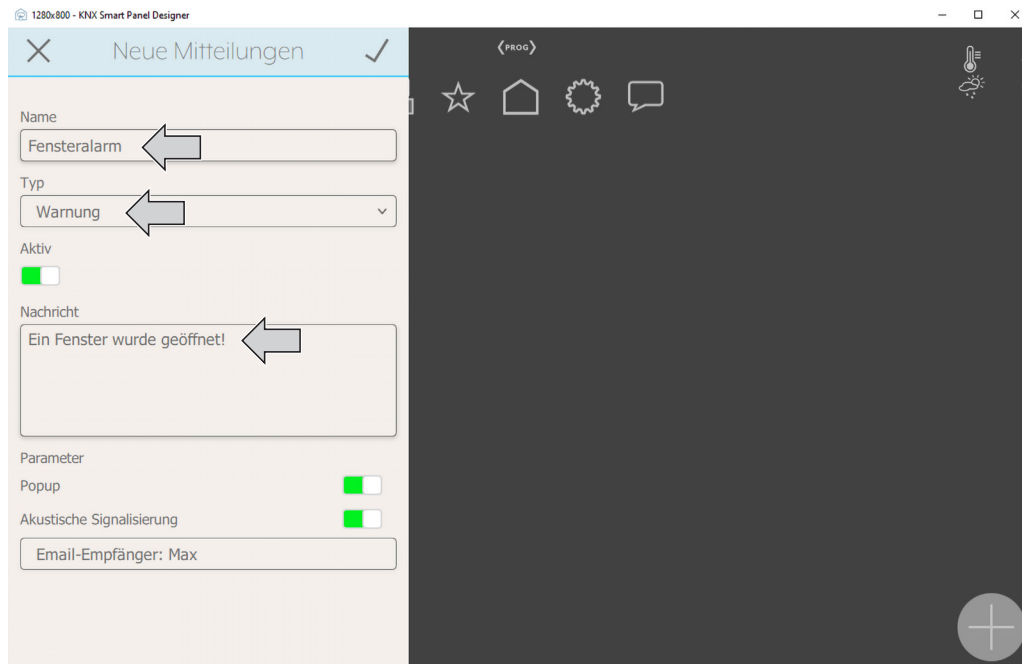 1280x800 - KNX Smart Panel Designer
Neue Mitteilungen
PROG
Name
Fensteralarm
Typ
Warnung
Aktiv
Nachricht
Ein Fenster wurde geöffnet!
Parameter
Popup
Akustische Signalisierung
Email-Empfänger: Max